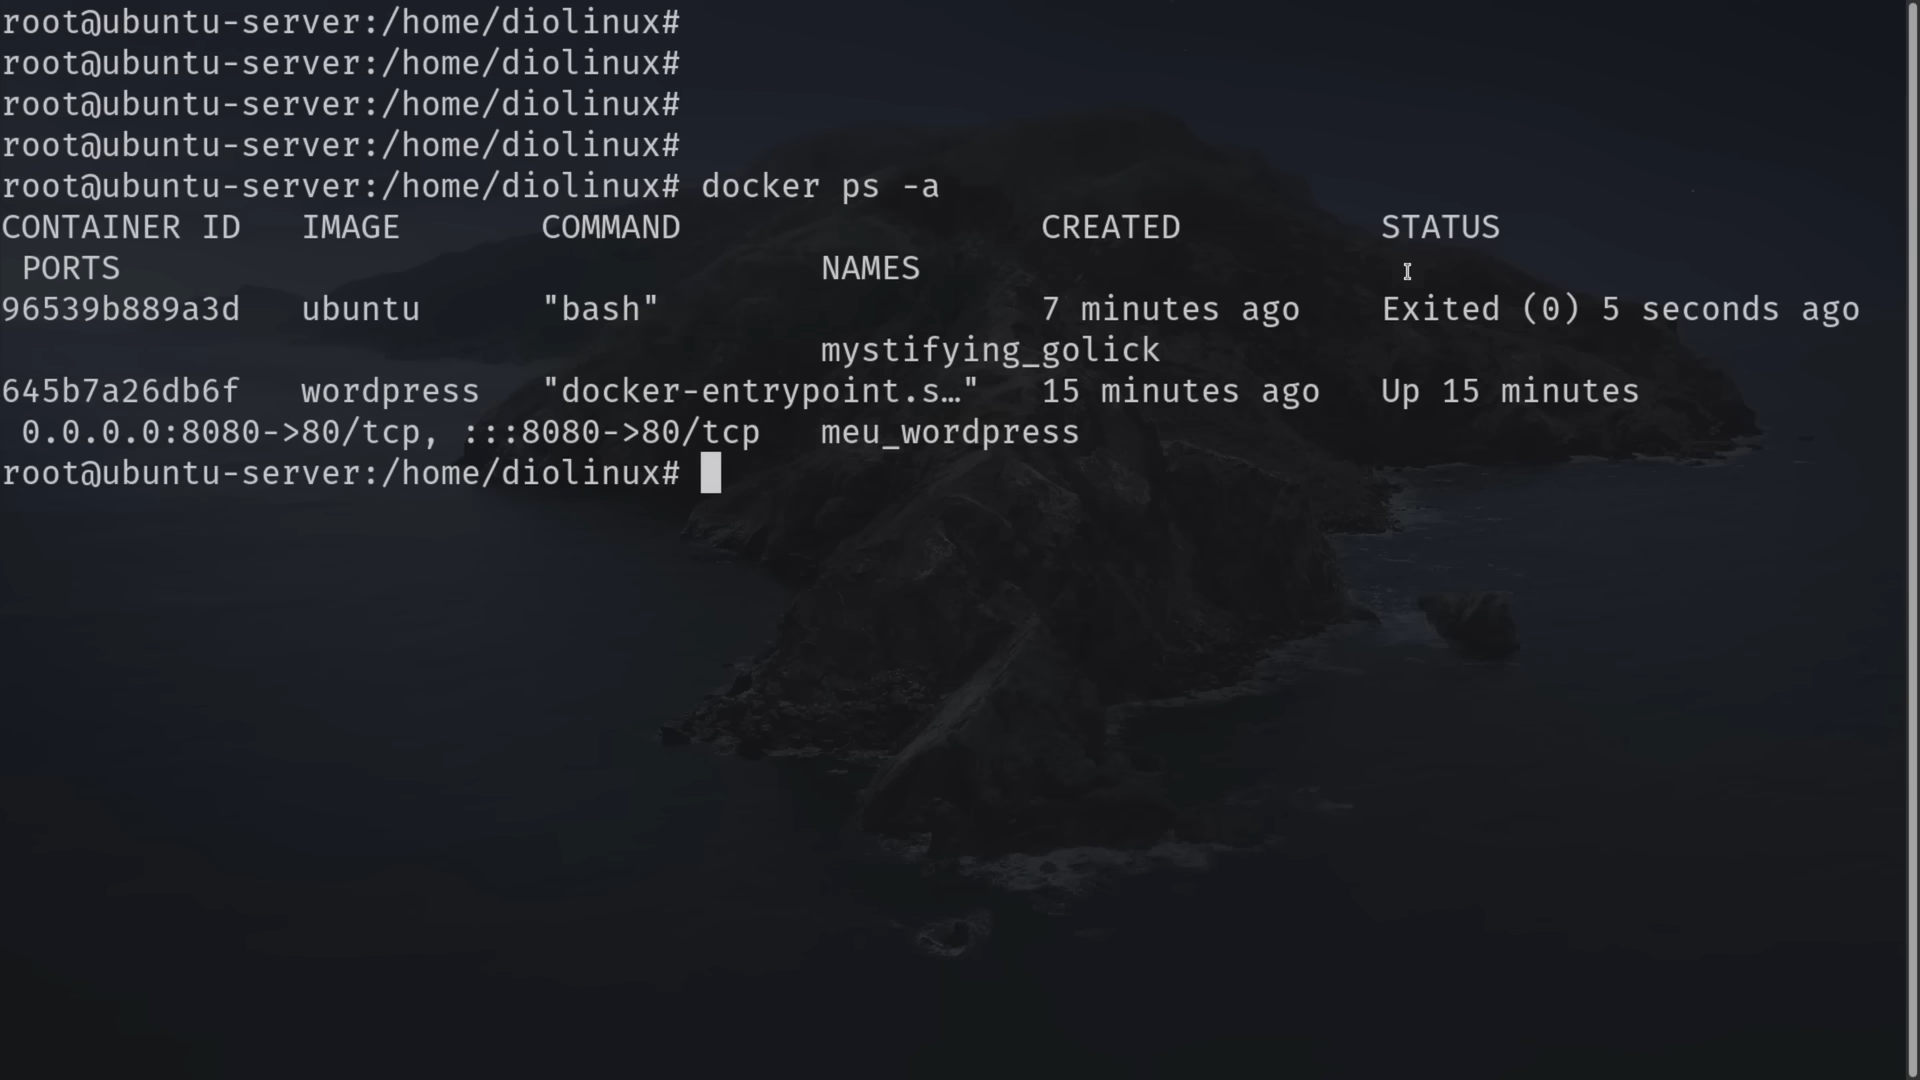 root@ubuntu-server:/home/diolinux#
root@ubuntu-server:/home/diolinux#
root@ubuntu-server:/home/diolinux#
root@ubuntu-server:/home/diolinux#
root@ubuntu-server:/home/diolinux# docker ps -a
CONTAINER ID   IMAGE       COMMAND                  CREATED          STATUS
 PORTS                                   NAMES
96539b889a3d   ubuntu      "bash"                   7 minutes ago    Exited (0) 5 seconds ago
                                         mystifying_golick
645b7a26db6f   wordpress   "docker-entrypoint.s…"   15 minutes ago   Up 15 minutes
 0.0.0.0:8080->80/tcp, :::8080->80/tcp   meu_wordpress
root@ubuntu-server:/home/diolinux#